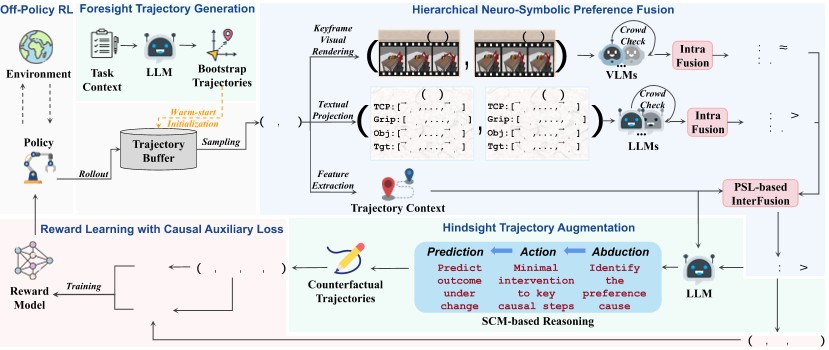 Off-Policy RL
Foresight Trajectory Generation
Hierarchical Neuro-Symbolic Preference Fusion
Environment
Policy
Rollout
Task
Context
LLM
Bootstrap
Trajectories
Warm-start
Initialization
Trajectory
Buffer
Sampling
( , )
Keyframe
Visual
Rendering
( )
( )
( , )
Crowd
Check
VLMs
Intra
Fusion
: . ≈
Textual
Projection
( )
( )
TCP:[ ,...,  ]
Grip:[ ,..., ]
Obj:[ ,..., ]
Tgt:[ ,..., ]
TCP:[ ,..., ]
Grip:[ ,..., ]
Obj:[ ,..., ]
Tgt:[ ,..., ]
( , )
Crowd
Check
LLMs
Intra
Fusion
: . >
Feature
Extraction
Trajectory Context
PSL-based
InterFusion
: >
Reward Learning with Causal Auxiliary Loss
Reward
Model
Training
( , , , )
Hindsight Trajectory Augmentation
Counterfactual
Trajectories
Prediction
Action
Abduction
Predict
outcome
under
change
Minimal
intervention
to key
causal steps
Identify
the
preference
cause
SCM-based Reasoning
LLM
( , , )